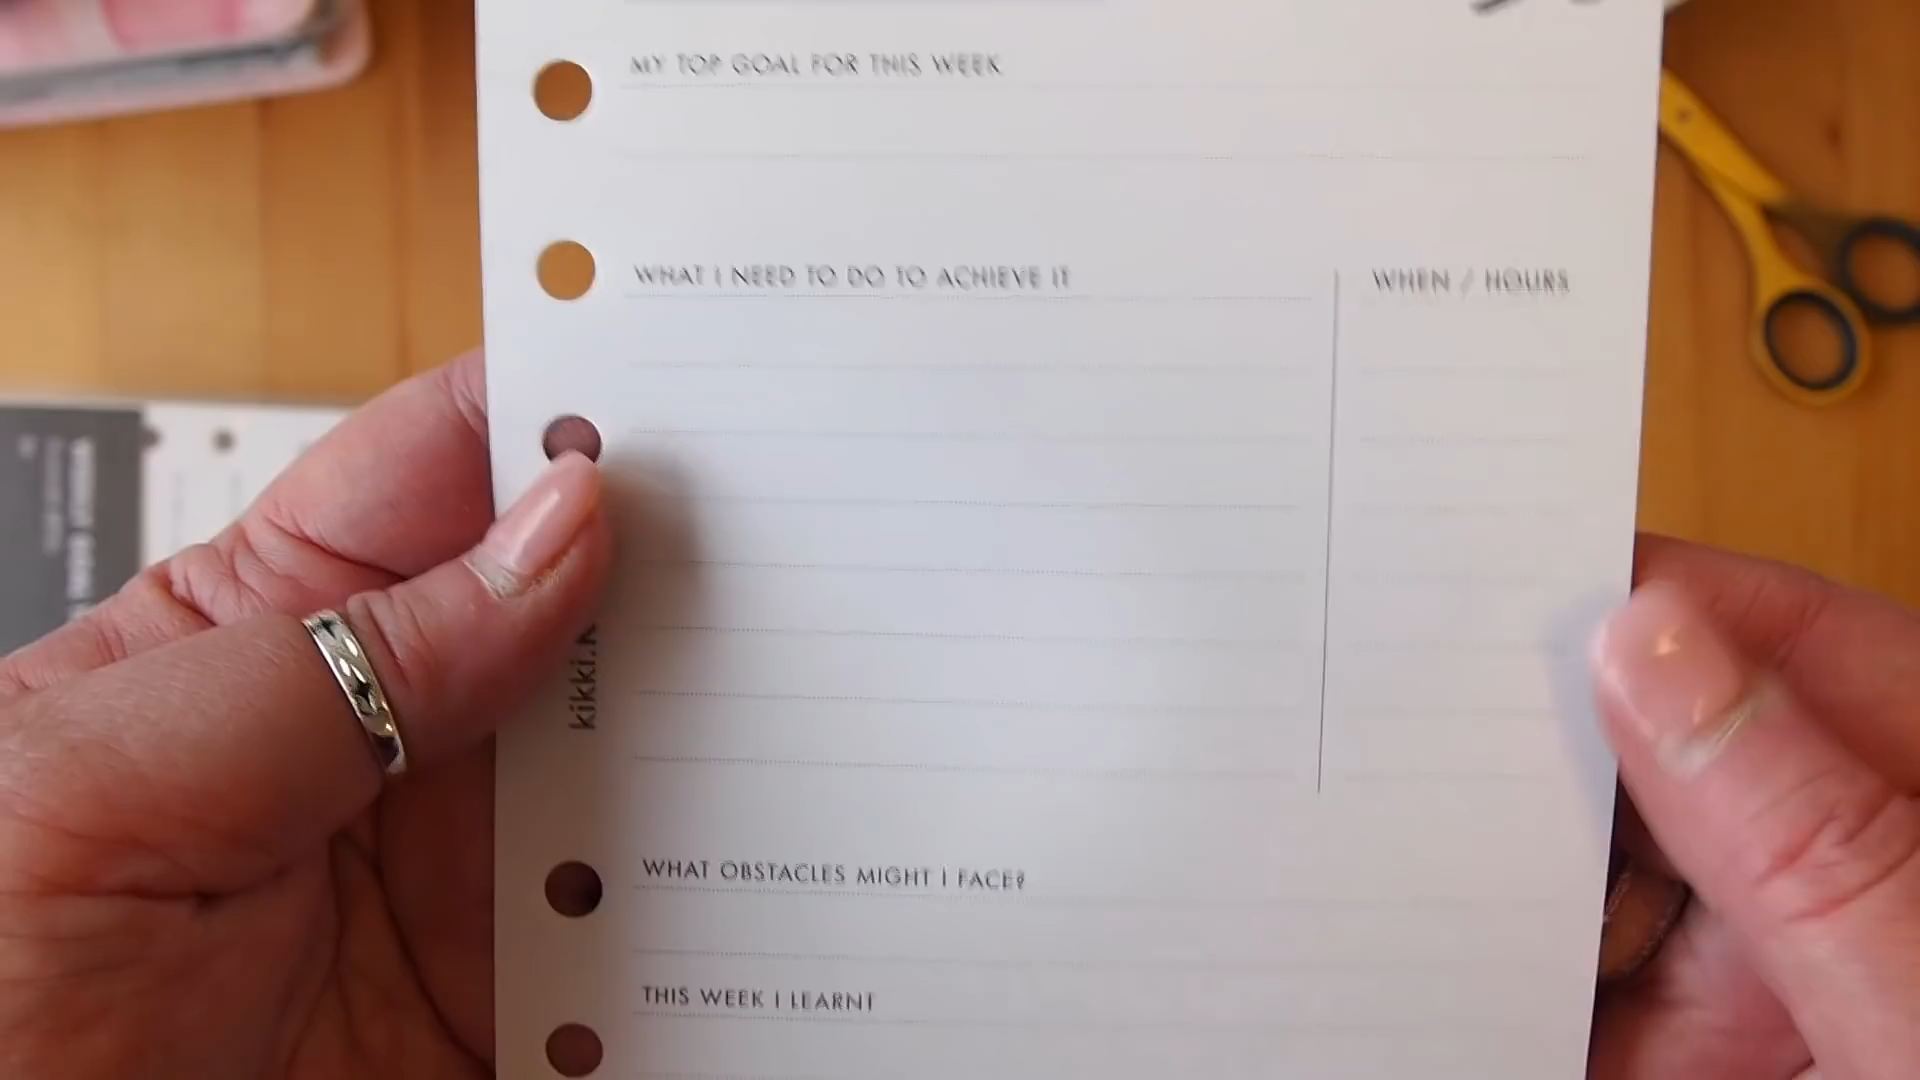 MY TOP GOAL FOR THIS WEEK
WHAT I NEED TO DO TO ACHIEVE IT
WHEN / HOURS
kikki.K
WHAT OBSTACLES MIGHT I FACE?
THIS WEEK I LEARNT